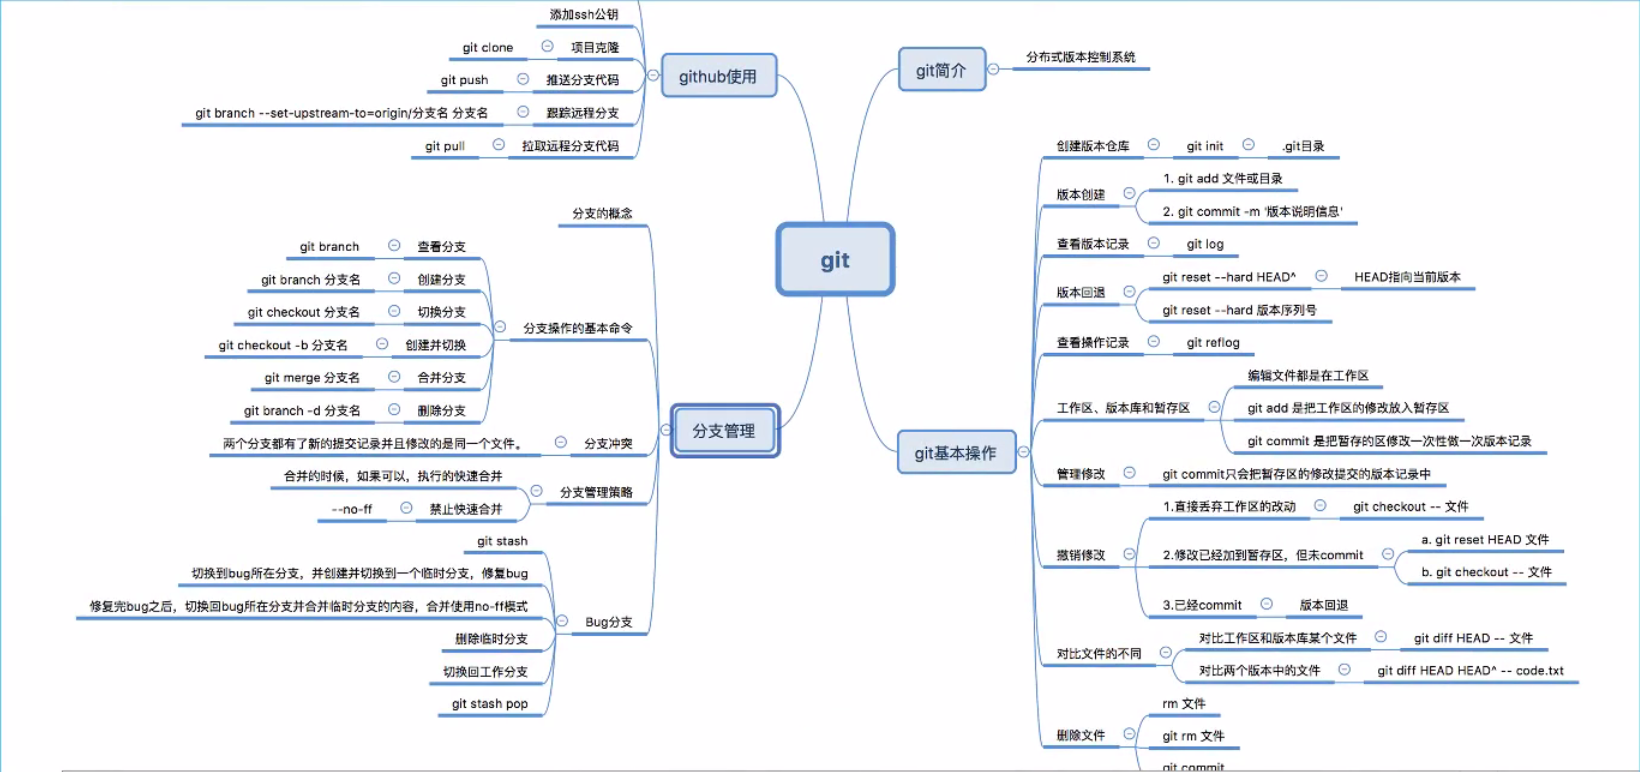 git
git简介
分布式版本控制系统
git基本操作
创建版本仓库
git init
.git目录
版本创建
1. git add 文件或目录
2. git commit -m '版本说明信息'
查看版本记录
git log
版本回退
git reset --hard HEAD^
HEAD指向当前版本
git reset --hard 版本序列号
查看操作记录
git reflog
工作区、版本库和暂存区
编辑文件都是在工作区
git add 是把工作区的修改放入暂存区
git commit 是把暂存的区修改一次性做一次版本记录
管理修改
git commit只会把暂存区的修改提交的版本记录中
撤销修改
1.直接丢弃工作区的改动
git checkout -- 文件
2.修改已经加到暂存区，但未commit
a. git reset HEAD 文件
b. git checkout -- 文件
3.已经commit
版本回退
对比文件的不同
对比工作区和版本库某个文件
git diff HEAD -- 文件
对比两个版本中的文件
git diff HEAD HEAD^ -- code.txt
删除文件
rm 文件
git rm 文件
git commit
github使用
添加ssh公钥
项目克隆
git clone
推送分支代码
git push
跟踪远程分支
git branch --set-upstream-to=origin/分支名 分支名
拉取远程分支代码
git pull
分支管理
分支的概念
分支操作的基本命令
查看分支
git branch
创建分支
git branch 分支名
切换分支
git checkout 分支名
创建并切换
git checkout -b 分支名
合并分支
git merge 分支名
删除分支
git branch -d 分支名
分支冲突
两个分支都有了新的提交记录并且修改的是同一个文件。
分支管理策略
合并的时候，如果可以，执行的快速合并
禁止快速合并
--no-ff
Bug分支
git stash
切换到bug所在分支，并创建并切换到一个临时分支，修复bug
修复完bug之后，切换回bug所在分支并合并临时分支的内容，合并使用no-ff模式
删除临时分支
切换回工作分支
git stash pop